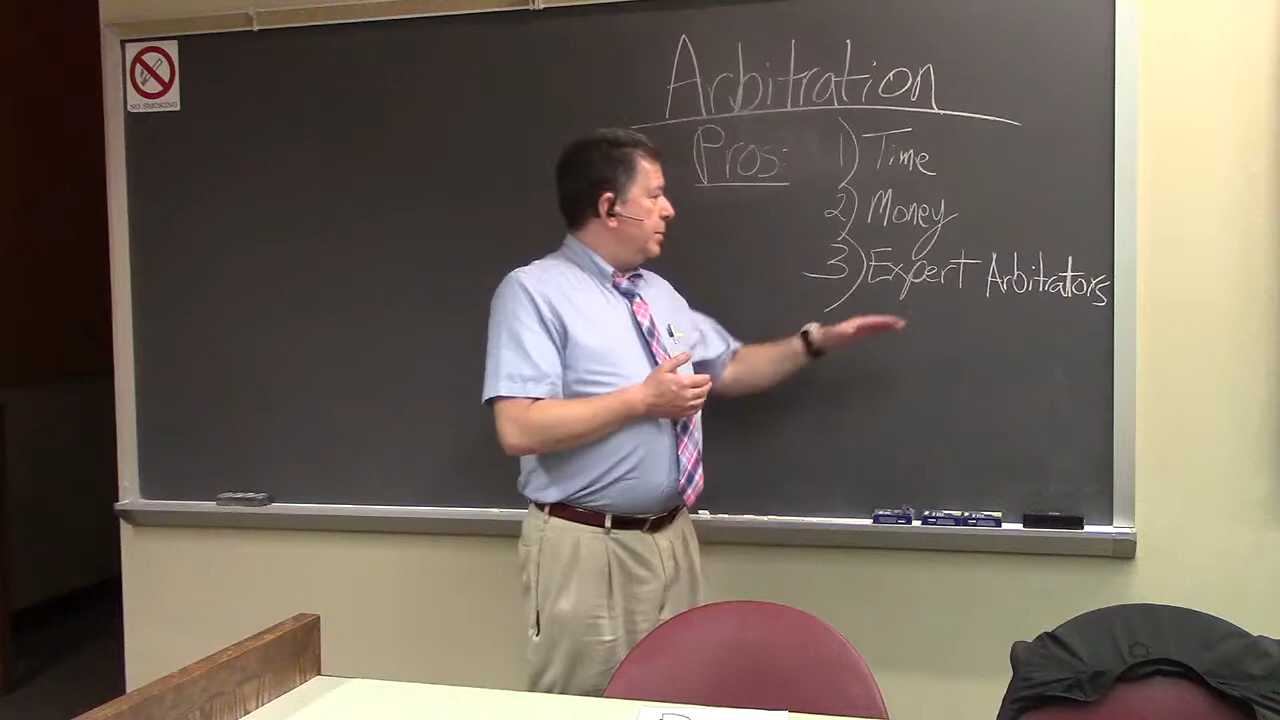 NO SMOKING
Arbitration
Pros: 1) Time
2) Money
3) Expert Arbitrators